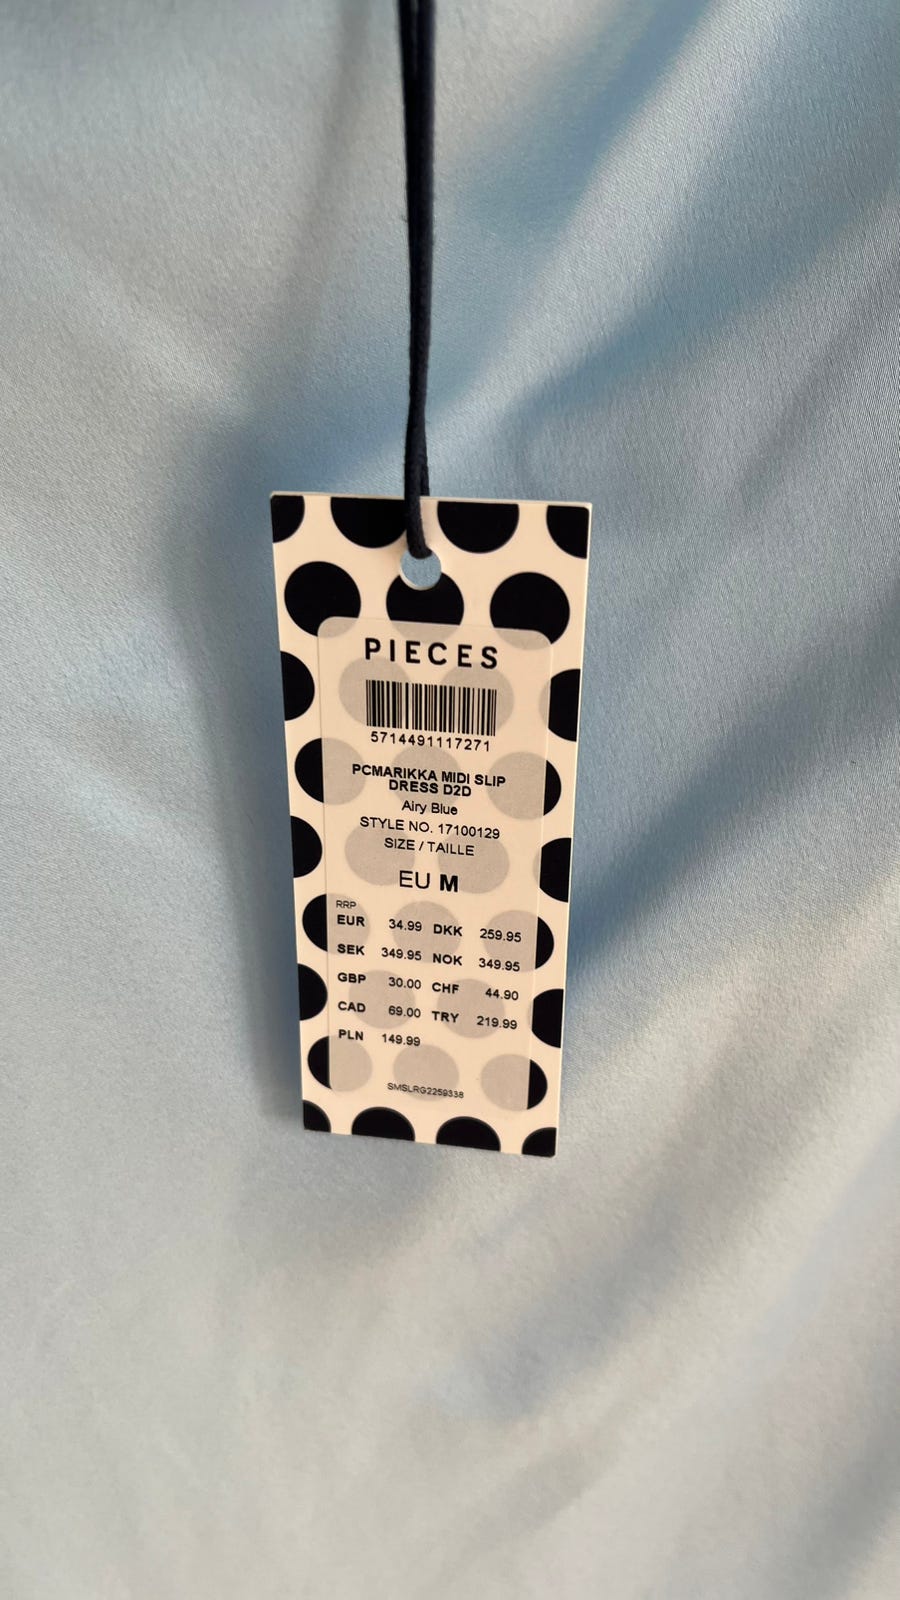 PIECES
5714491117271
PCMARIKKA MIDI SLIP
DRESS D2D
Airy Blue
STYLE NO. 17100129
SIZE / TAILLE
EU M
RRP
EUR 34.99 DKK 259.95
SEK 349.95 NOK 349.95
GBP 30.00 CHF 44.90
CAD 69.00 TRY 219.99
PLN 149.99
SMSLRG2259338